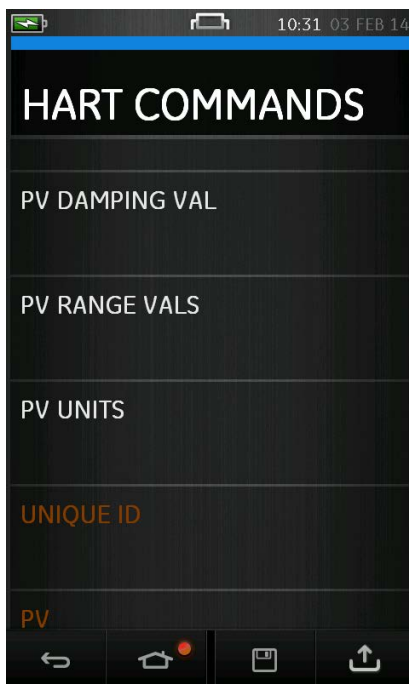 10:31 03 FEB 14
HART COMMANDS
PV DAMPING VAL
PV RANGE VALS
PV UNITS
UNIQUE ID
PV